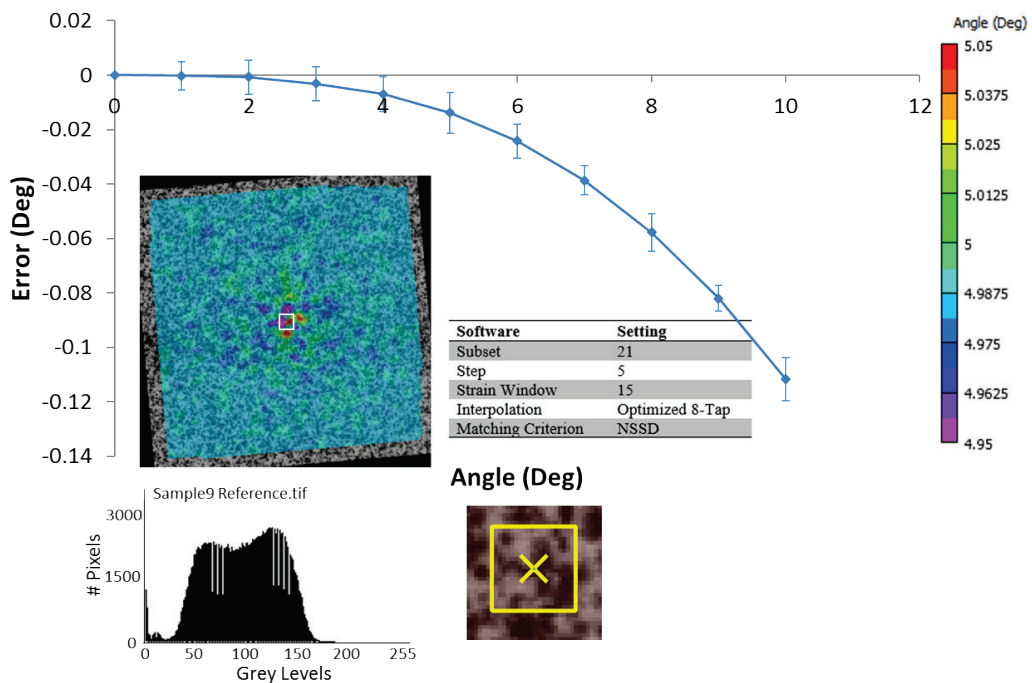 0.02
0
-0.02
-0.04
-0.06
-0.08
-0.1
-0.12
-0.14
Error (Deg)
0 2 4 6 8 10 12
Angle (Deg)
5.05
5.0375
5.025
5.0125
5
4.9875
4.975
4.9625
4.95
Software Setting
Subset 21
Step 5
Strain Window 15
Interpolation Optimized 8-Tap
Matching Criterion NSSD
Angle (Deg)
Sample9 Reference.tif
3000
1500
0
# Pixels
0 50 100 150 200 255
Grey Levels